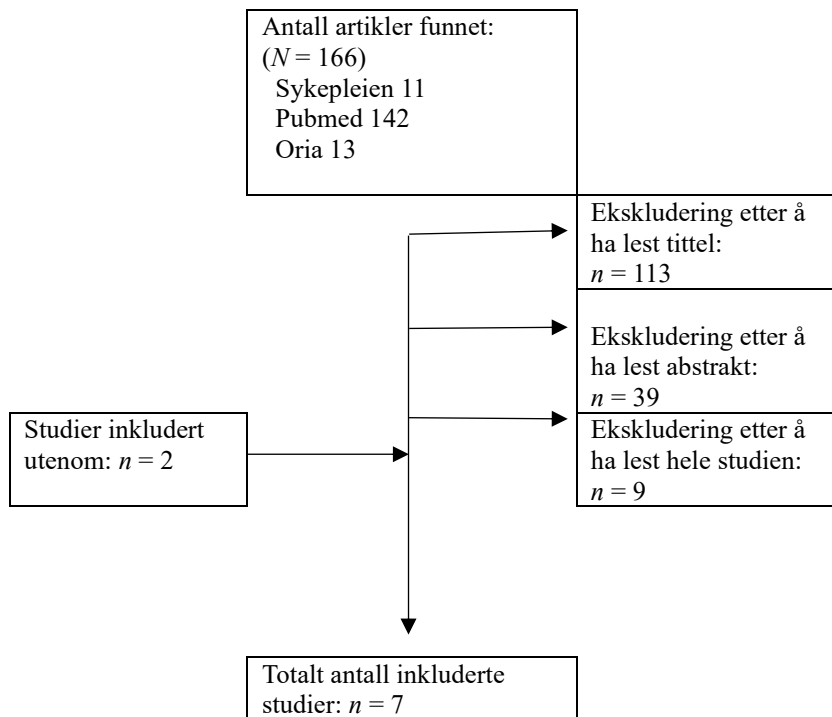 Antall artikler funnet:
(N = 166)
Sykepleien 11
Pubmed 142
Oria 13
Ekskludering etter å
ha lest tittel:
n = 113
Ekskludering etter å
ha lest abstrakt:
n = 39
Studier inkludert
utenom: n = 2
Ekskludering etter å
ha lest hele studien:
n = 9
Totalt antall inkluderte
studier: n = 7